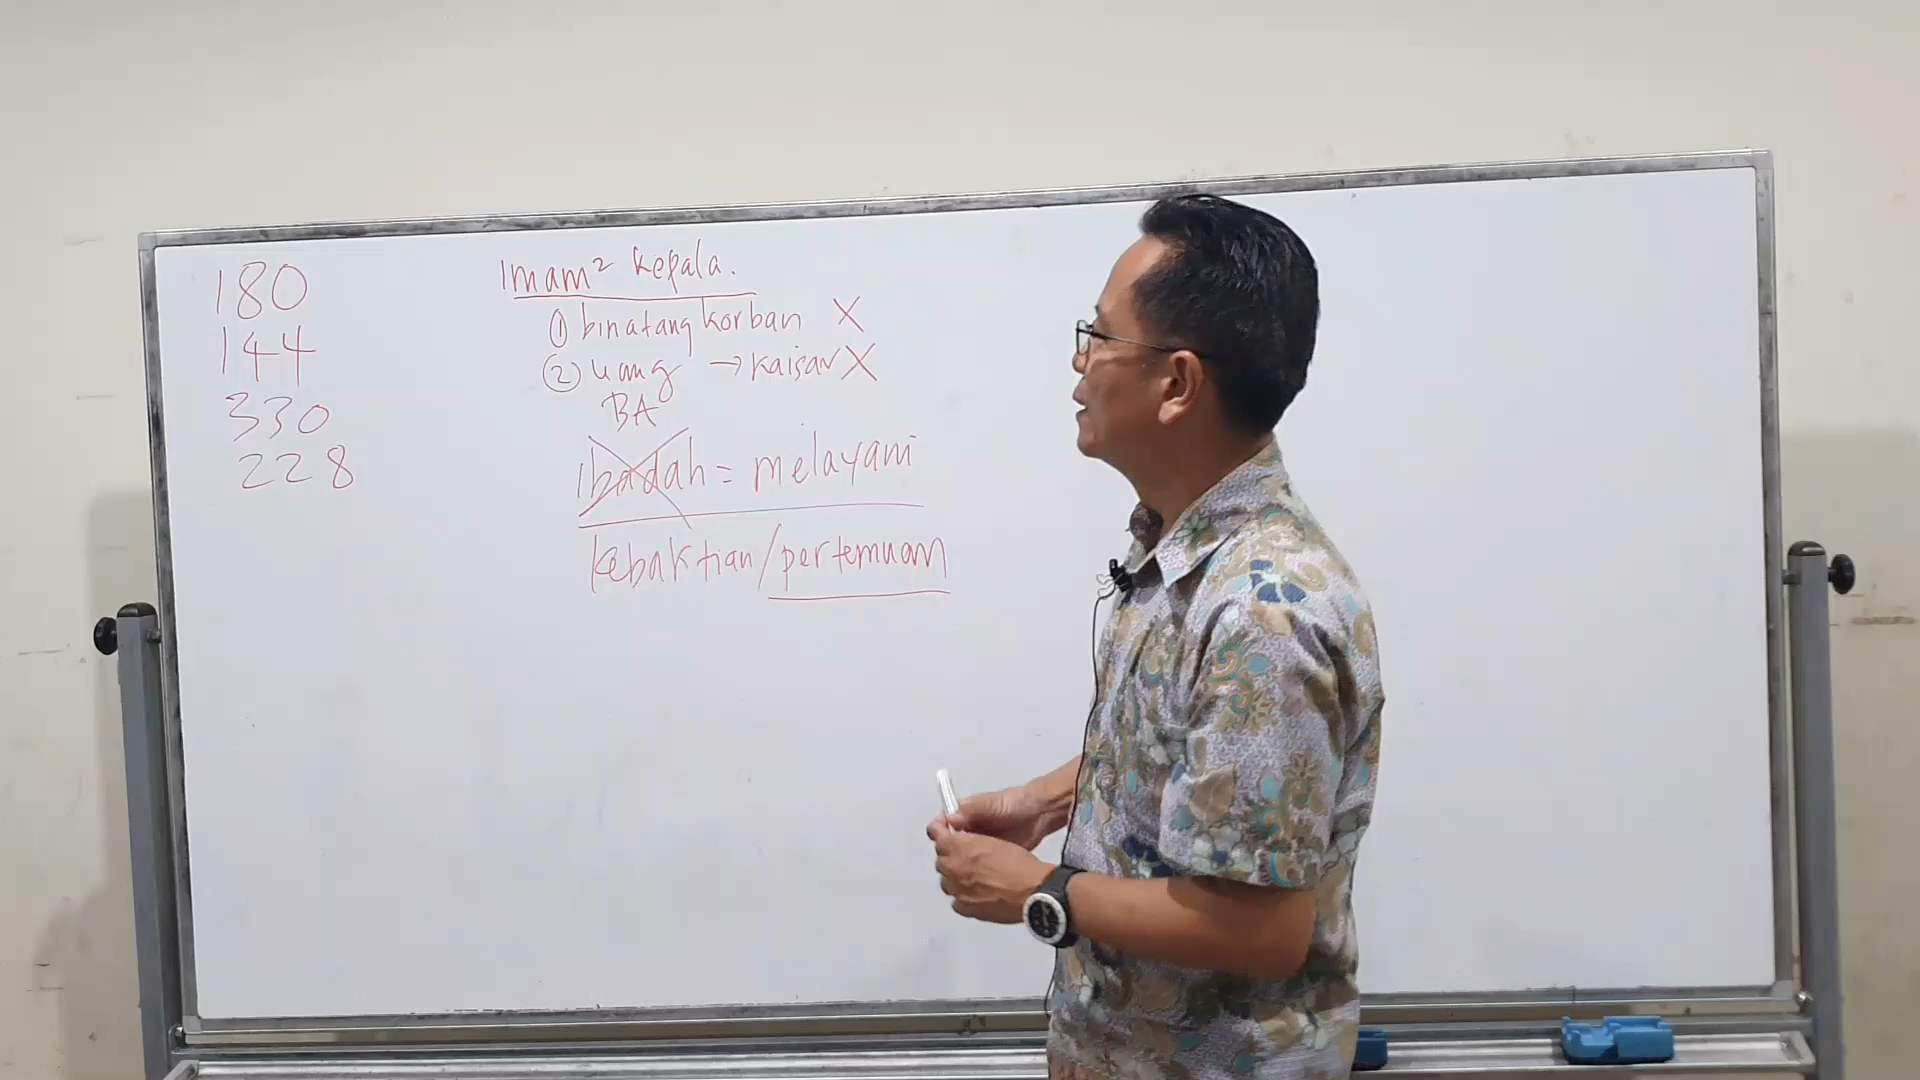 180
144
330
228
Imam² kepala.
① binatang korban X
② uang → kaisar X
BA
Ibadah = melayani
kebaktian/pertemuan